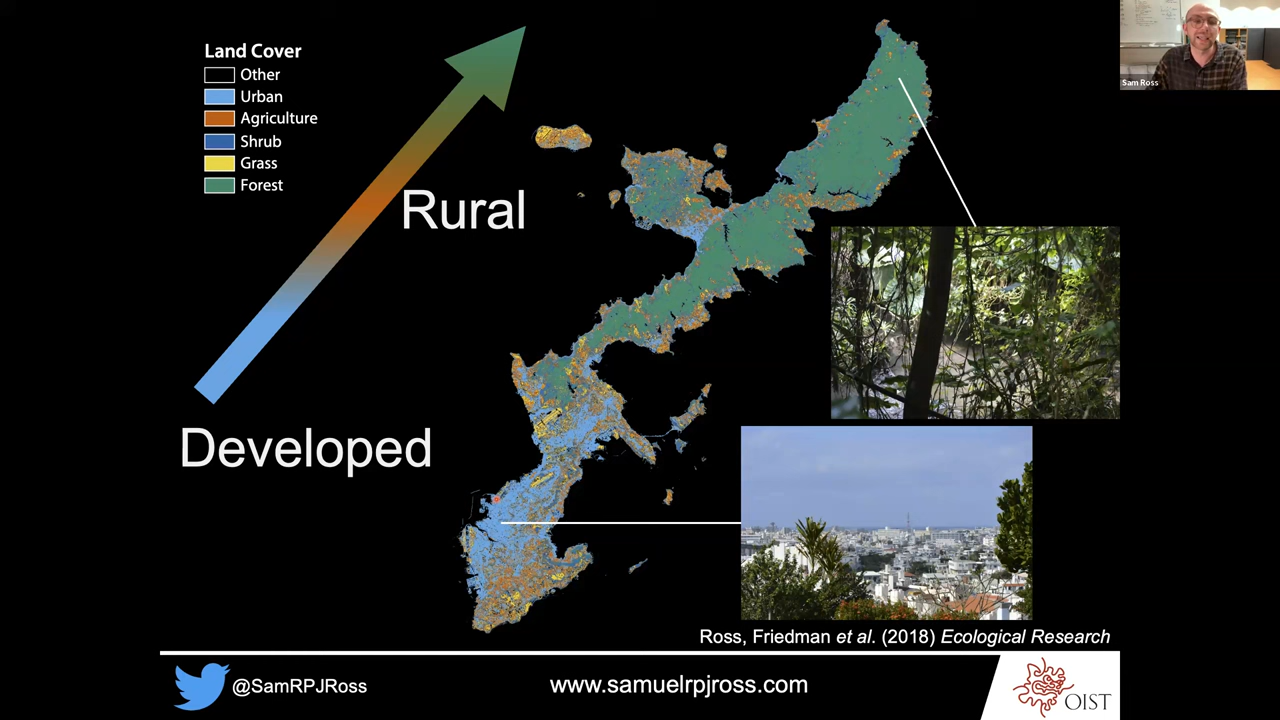 Land Cover
Other
Urban
Agriculture
Shrub
Grass
Forest
Rural
Developed
Sam Ross
Ross, Friedman et al. (2018) Ecological Research
@SamRPJRoss
www.samuelrpjross.com
OIST